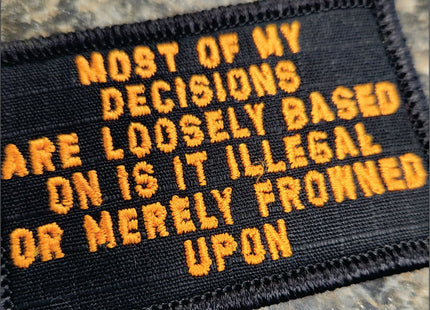 MOST OF MY
DECISIONS
ARE LOOSELY BASED
ON IS IT ILLEGAL
OR MERELY FROWNED
UPON